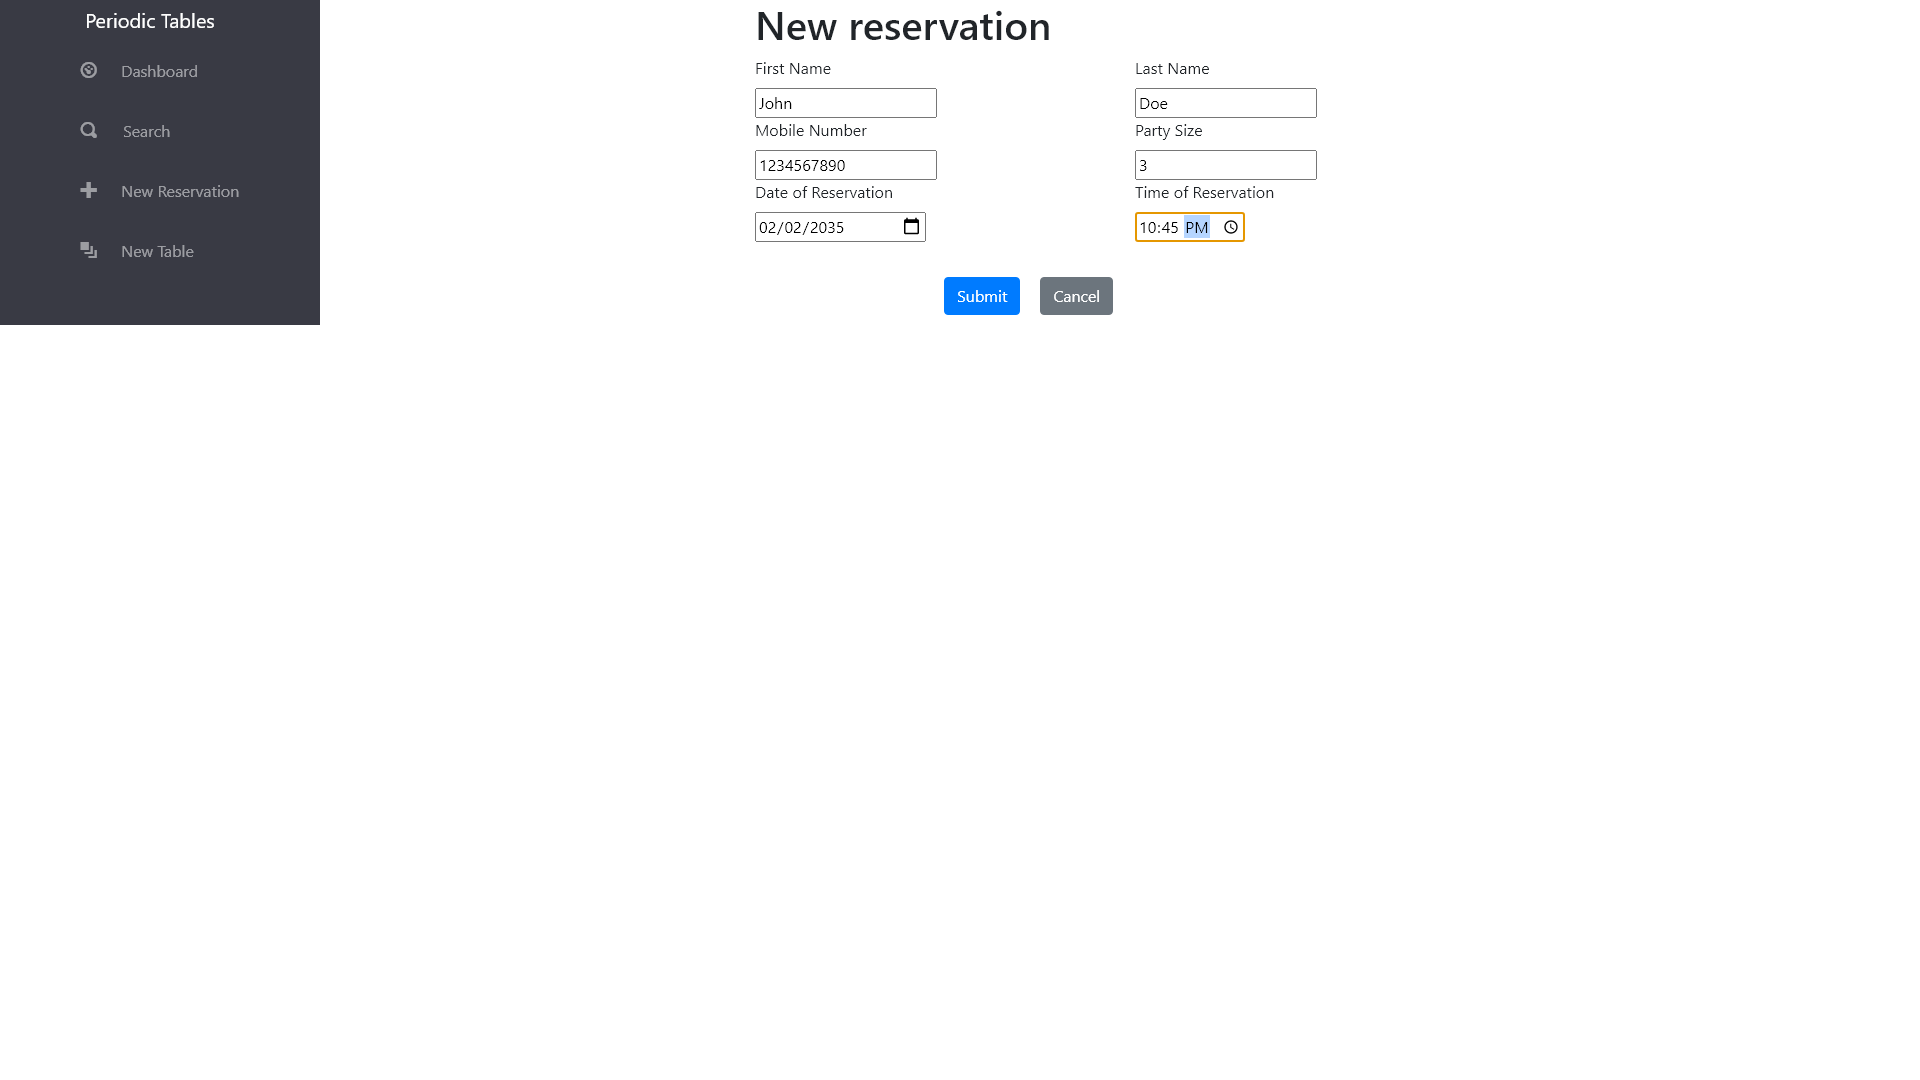 Periodic Tables
Dashboard
Search
New Reservation
New Table
New reservation
First Name
Last Name
John
Doe
Mobile Number
Party Size
1234567890
3
Date of Reservation
Time of Reservation
02/02/2035
10:45 PM
Submit
Cancel